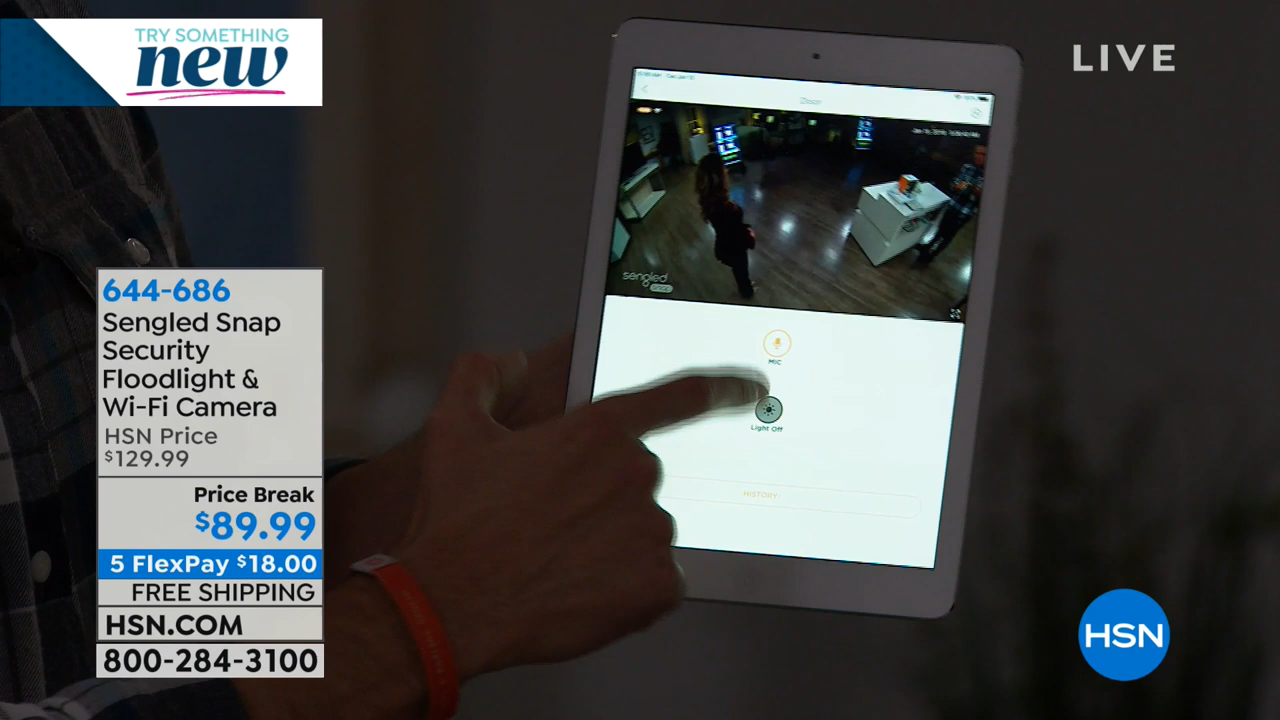 TRY SOMETHING
new
LIVE
644-686
Sengled Snap
Security
Floodlight &
Wi-Fi Camera
HSN Price
$129.99
Price Break
$89.99
5 FlexPay $18.00
FREE SHIPPING
HSN.COM
800-284-3100
sengled
snap
MIC
Light Off
HISTORY
HSN